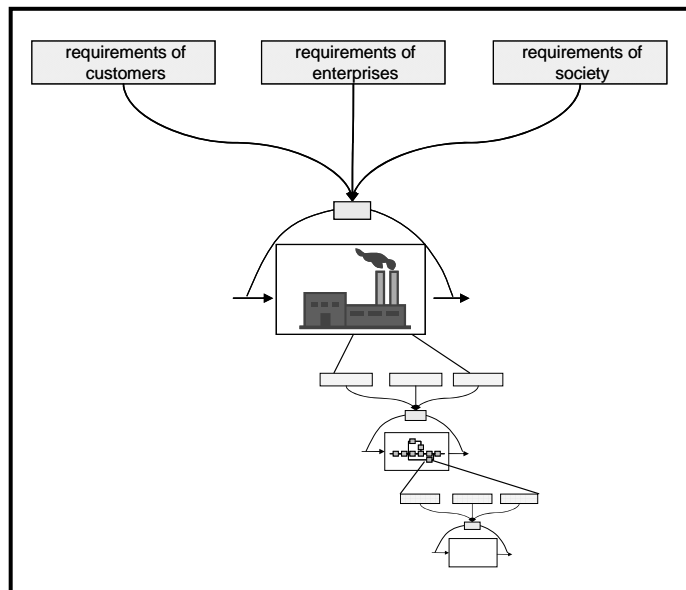 requirements of
customers
requirements of
enterprises
requirements of
society